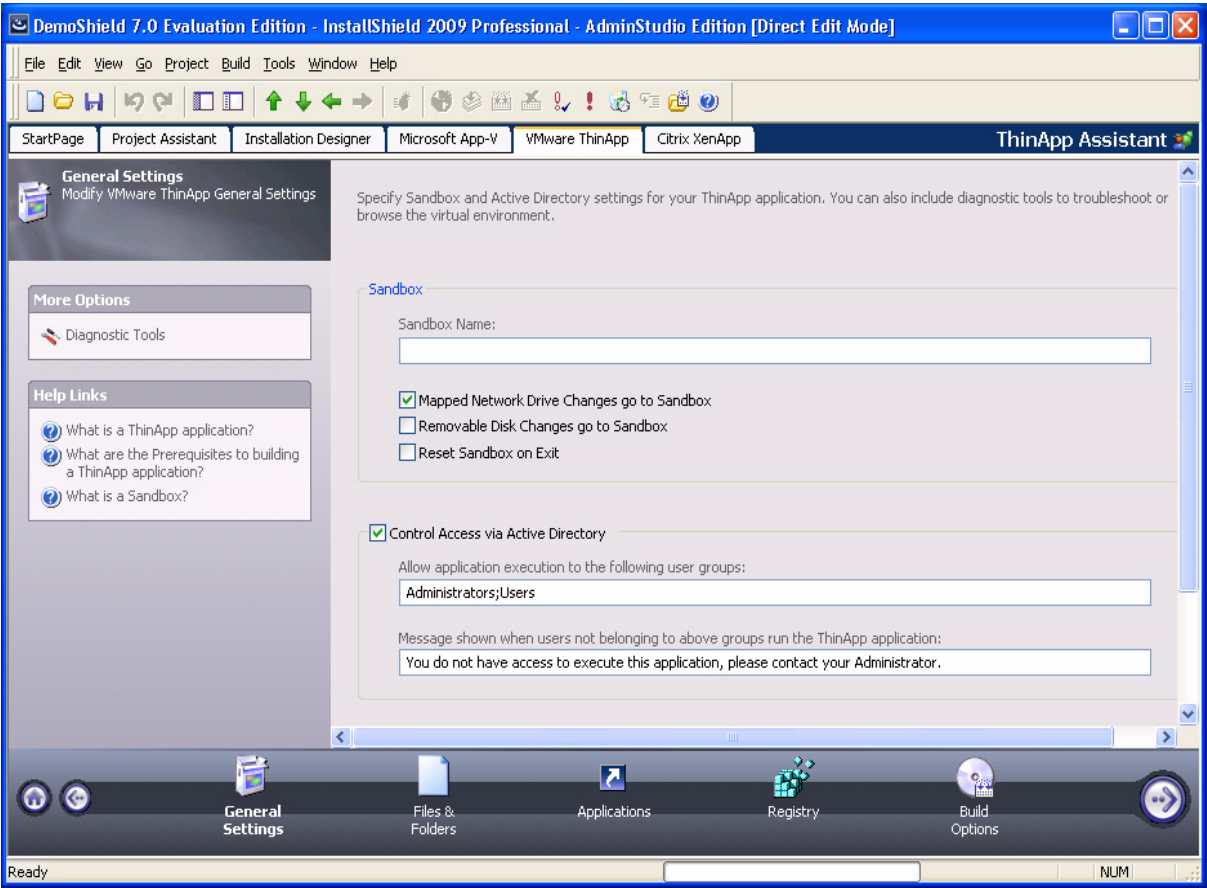 DemoShield 7.0 Evaluation Edition - InstallShield 2009 Professional - AdminStudio Edition [Direct Edit Mode]
File Edit View Go Project Build Tools Window Help
StartPage Project Assistant Installation Designer Microsoft App-V VMware ThinApp Citrix XenApp ThinApp Assistant
General Settings
Modify VMware ThinApp General Settings
More Options
Diagnostic Tools
Help Links
What is a ThinApp application?
What are the Prerequisites to building
a ThinApp application?
What is a Sandbox?
Specify Sandbox and Active Directory settings for your ThinApp application. You can also include diagnostic tools to troubleshoot or
browse the virtual environment.
Sandbox
Sandbox Name:
Mapped Network Drive Changes go to Sandbox
Removable Disk Changes go to Sandbox
Reset Sandbox on Exit
Control Access via Active Directory
Allow application execution to the following user groups:
Administrators;Users
Message shown when users not belonging to above groups run the ThinApp application:
You do not have access to execute this application, please contact your Administrator.
General
Settings
Files &
Folders
Applications
Registry
Build
Options
Ready
NUM